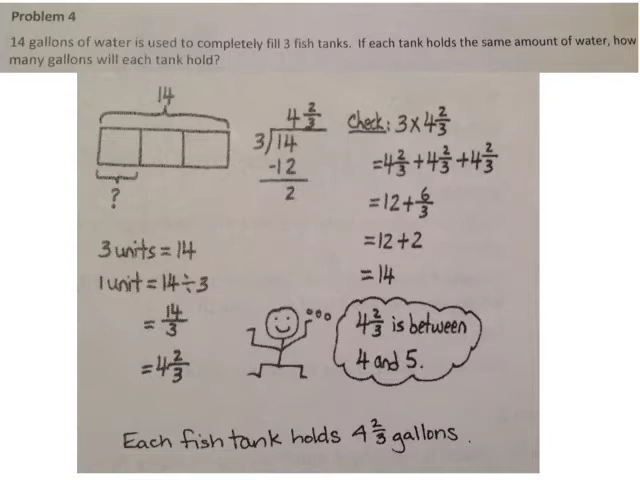 Problem 4
14 gallons of water is used to completely fill 3 fish tanks. If each tank holds the same amount of water, how
many gallons will each tank hold?
14
?
3 units = 14
1 unit = 14 ÷ 3
= 14/3
= 4 2/3
4 2/3
3)14
-12
2
Check: 3 x 4 2/3
= 4 2/3 + 4 2/3 + 4 2/3
= 12 + 6/3
= 12 + 2
= 14
4 2/3 is between
4 and 5.
Each fish tank holds 4 2/3 gallons.